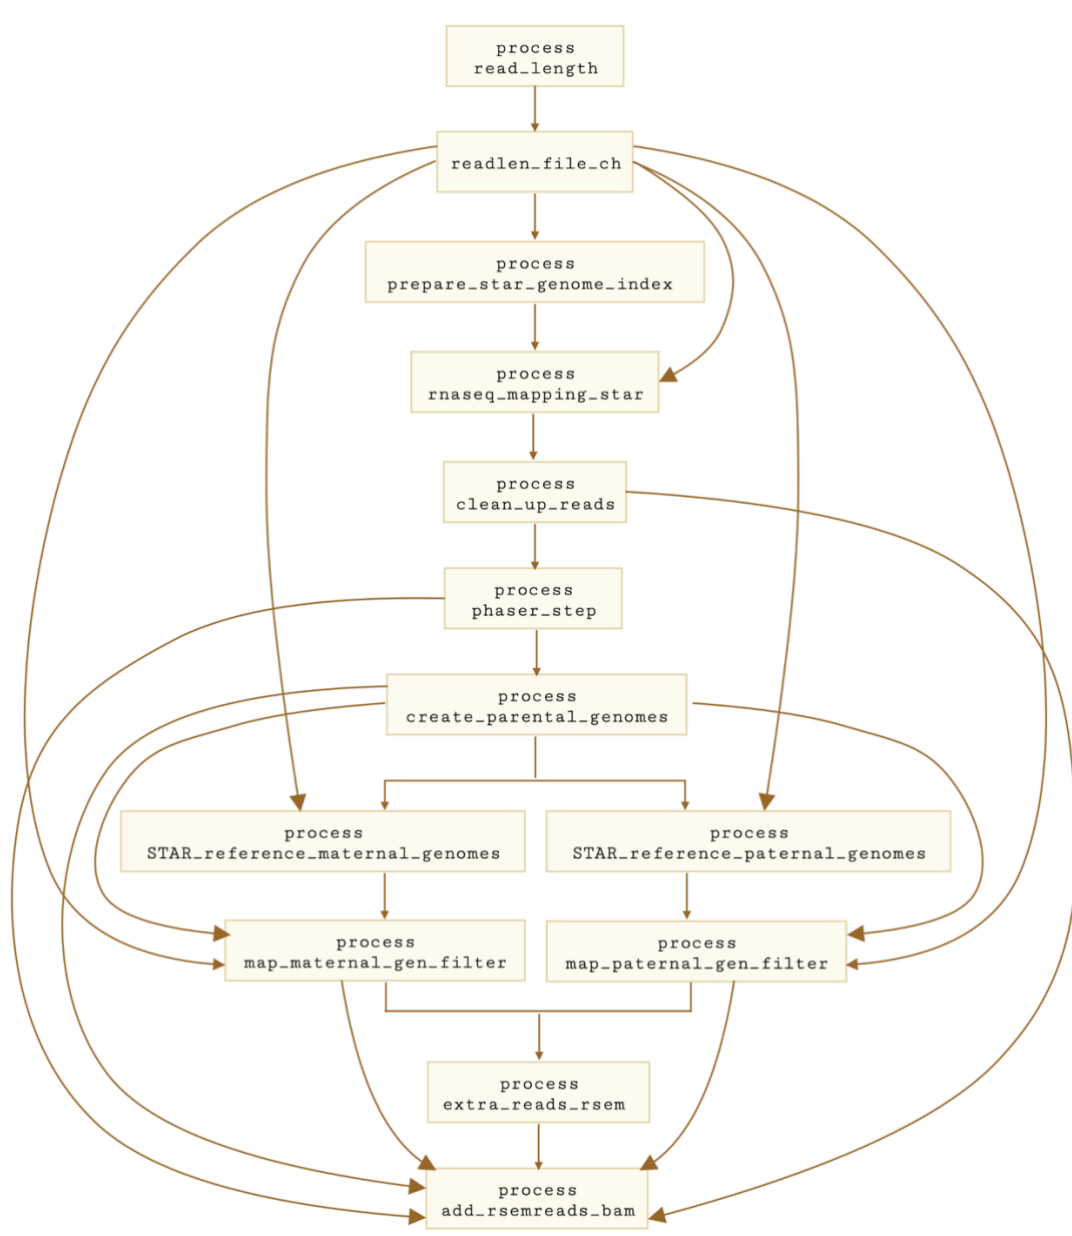 process
read_length
readlen_file_ch
process
prepare_star_genome_index
process
rnaseq_mapping_star
process
clean_up_reads
process
phaser_step
process
create_parental_genomes
process
STAR_reference_maternal_genomes
process
STAR_reference_paternal_genomes
process
map_maternal_gen_filter
process
map_paternal_gen_filter
process
extra_reads_rsem
process
add_rsemreads_bam